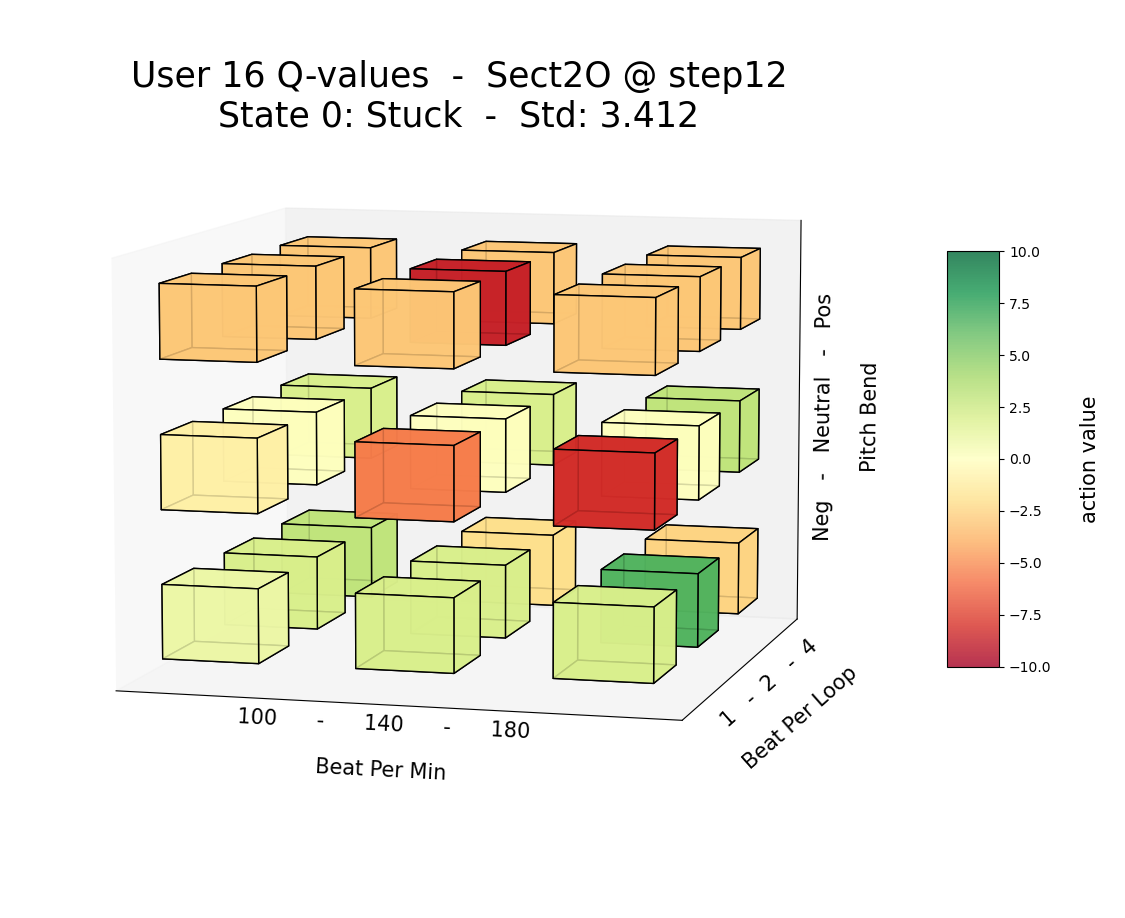 User 16 Q-values  -  Sect2O @ step12
State 0: Stuck  -  Std: 3.412
Neg   -   Neutral   -   Pos
Pitch Bend
1  -  2  -  4
Beat Per Loop
100   -   140   -   180
Beat Per Min
10.0
7.5
5.0
2.5
0.0
−2.5
−5.0
−7.5
−10.0
action value